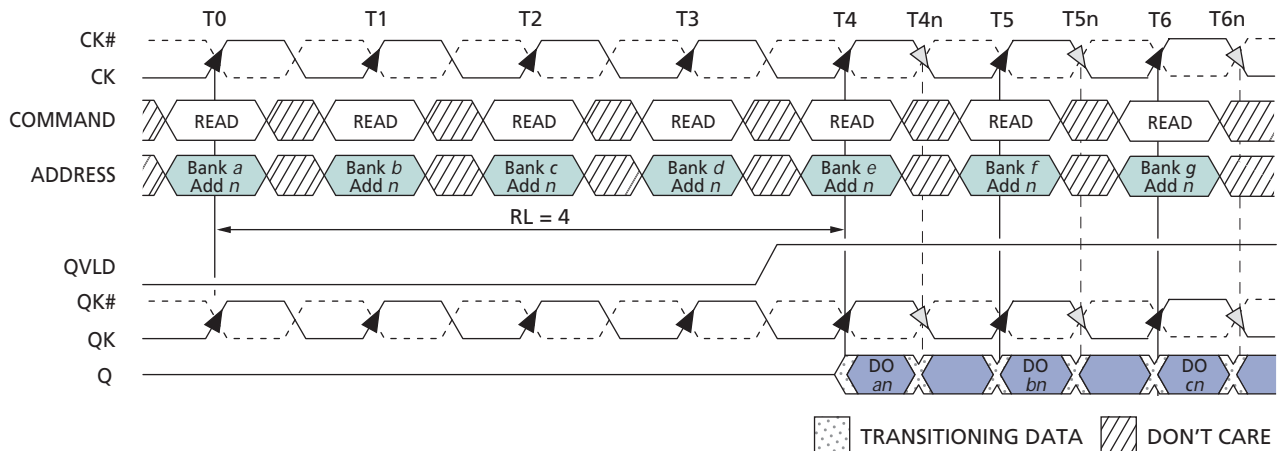 T0 T1 T2 T3 T4 T4n T5 T5n T6 T6n
CK#
CK
COMMAND READ READ READ READ READ READ READ
ADDRESS Bank a Bank b Bank c Bank d Bank e Bank f Bank g
Add n Add n Add n Add n Add n Add n Add n
RL = 4
QVLD
QK#
QK
Q DO DO DO
an bn cn
TRANSITIONING DATA DON'T CARE